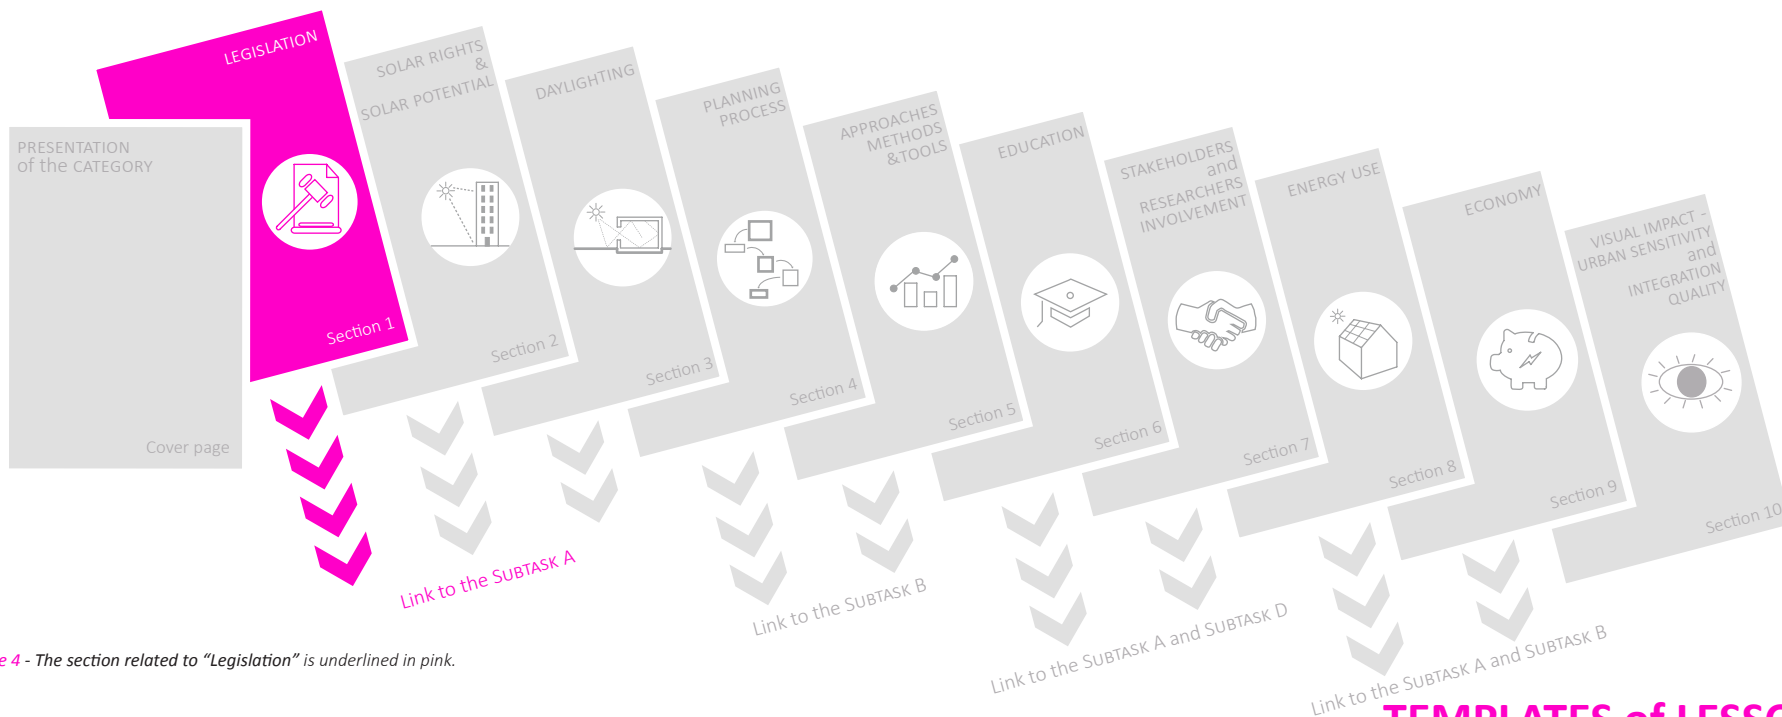 PRESENTATION
of the CATEGORY
Cover page
LEGISLATION
Section 1
SOLAR RIGHTS
&
SOLAR POTENTIAL
Section 2
DAYLIGHTING
Section 3
PLANNING
PROCESS
Section 4
APPROACHES
METHODS
&TOOLS
Section 5
EDUCATION
Section 6
STAKEHOLDERS
and
RESEARCHERS
INVOLVEMENT
Section 7
ENERGY USE
Section 8
ECONOMY
Section 9
VISUAL IMPACT -
URBAN SENSITIVITY
and
INTEGRATION
QUALITY
Section 10
Link to the SUBTASK A
Link to the SUBTASK B
Link to the SUBTASK A and SUBTASK D
Link to the SUBTASK A and SUBTASK B
e 4 - The section related to “Legislation” is underlined in pink.
TEMPLATES of LESSO